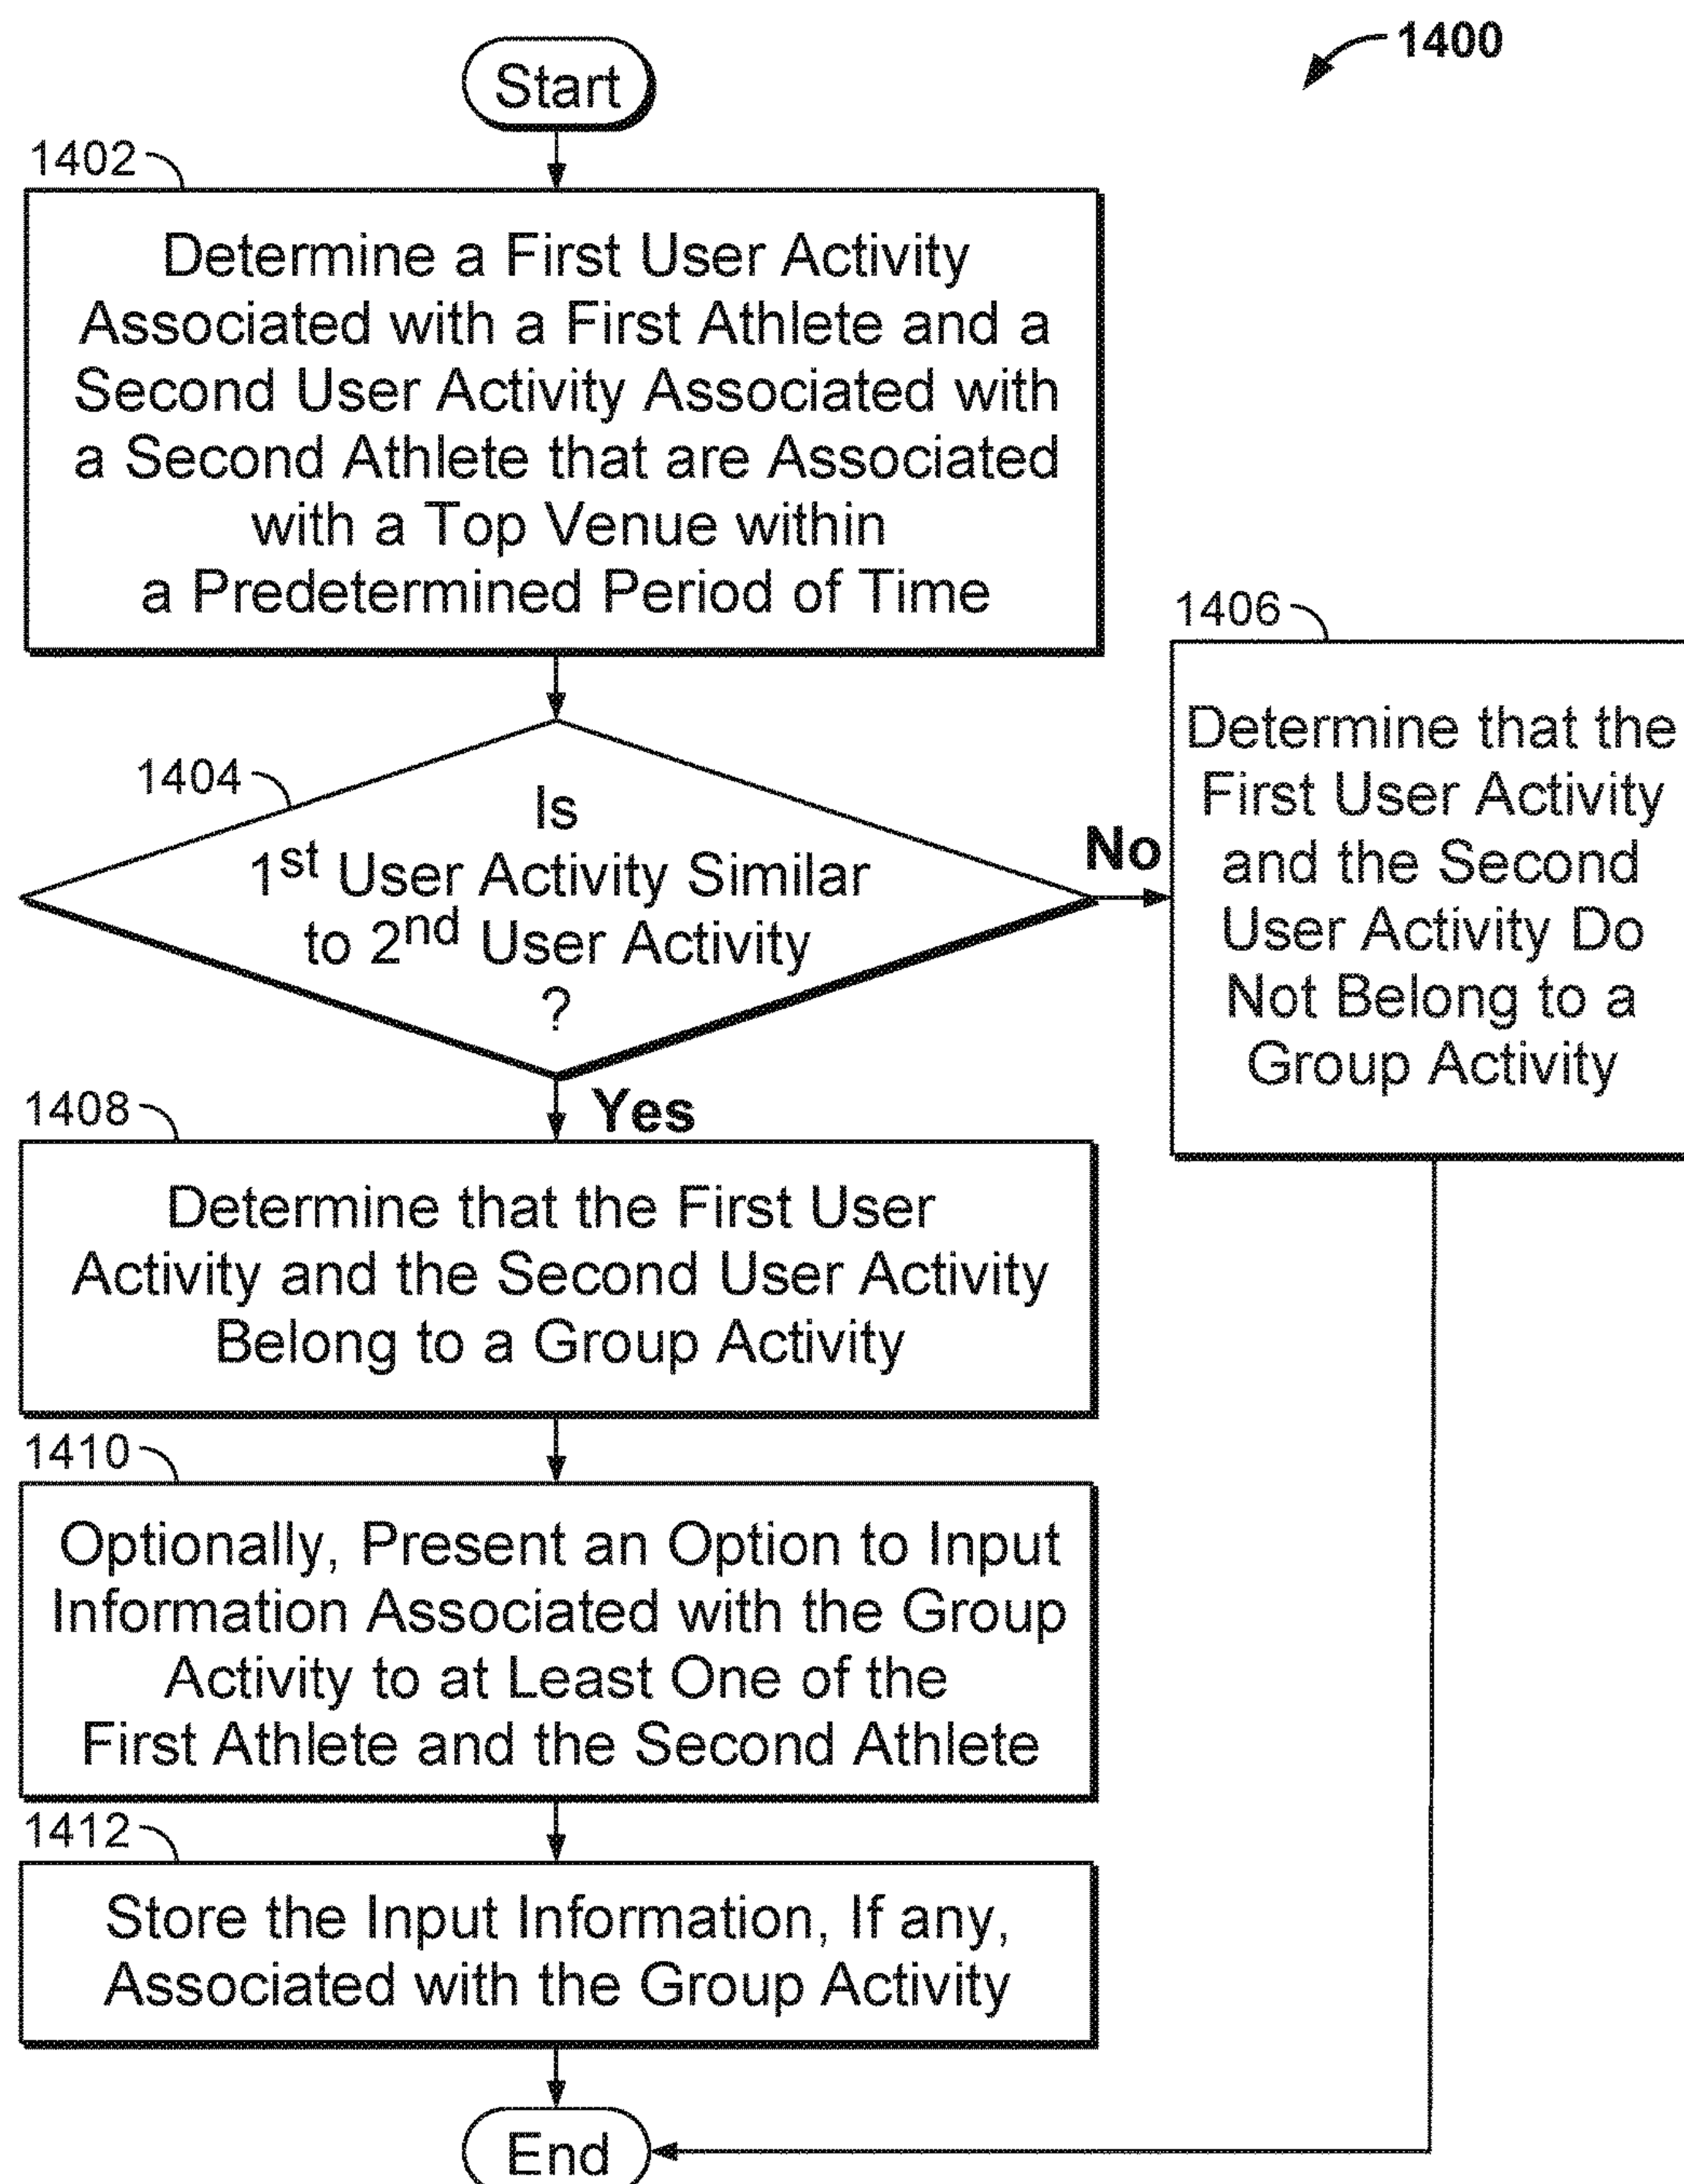 1400
Start
1402
Determine a First User Activity
Associated with a First Athlete and a
Second User Activity Associated with
a Second Athlete that are Associated
with a Top Venue within
a Predetermined Period of Time
1404
Is
1st User Activity Similar
to 2nd User Activity
?
No
1406
Determine that the
First User Activity
and the Second
User Activity Do
Not Belong to a
Group Activity
Yes
1408
Determine that the First User
Activity and the Second User Activity
Belong to a Group Activity
1410
Optionally, Present an Option to Input
Information Associated with the Group
Activity to at Least One of the
First Athlete and the Second Athlete
1412
Store the Input Information, If any,
Associated with the Group Activity
End